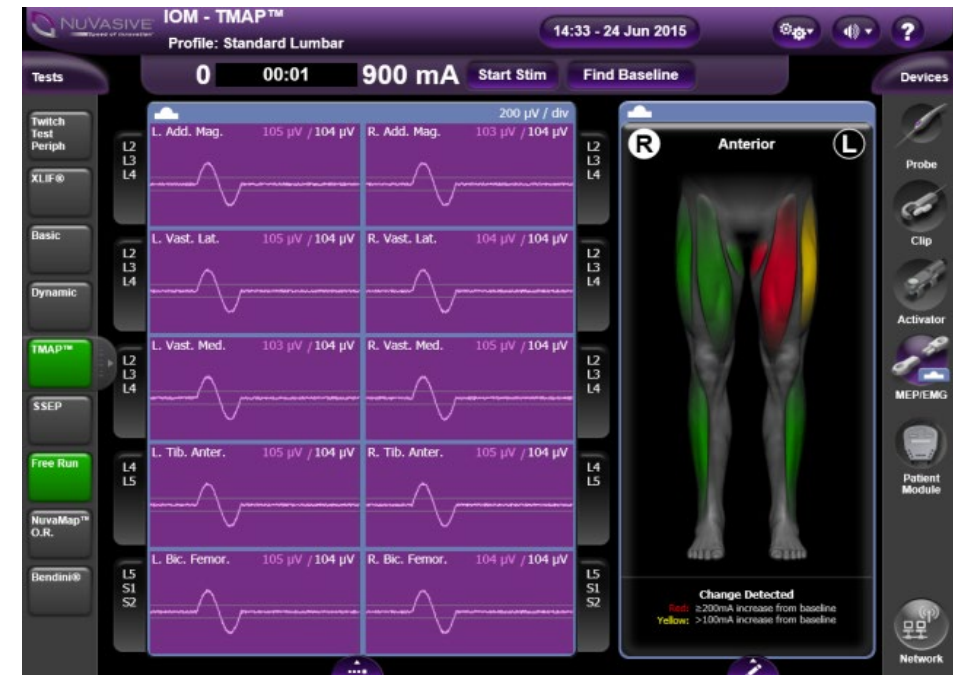 NUVASIVE
Speed of Innovation
IOM - TMAP™
Profile: Standard Lumbar
14:33 - 24 Jun 2015
?
Tests
0
00:01
900 mA
Start Stim
Find Baseline
Devices
Twitch
Test
Periph
XLIF®
Basic
Dynamic
TMAP™
SSEP
Free Run
NuvaMap™
O.R.
Bendini®
200 µV / div
L2
L3
L4
L. Add. Mag. 105 µV / 104 µV
R. Add. Mag. 103 µV / 104 µV
L2
L3
L4
L2
L3
L4
L. Vast. Lat. 105 µV / 104 µV
R. Vast. Lat. 104 µV / 104 µV
L2
L3
L4
L2
L3
L4
L. Vast. Med. 103 µV / 104 µV
R. Vast. Med. 105 µV / 104 µV
L2
L3
L4
L4
L5
L. Tib. Anter. 105 µV / 104 µV
R. Tib. Anter. 105 µV / 104 µV
L4
L5
L5
S1
S2
L. Bic. Femor. 105 µV / 104 µV
R. Bic. Femor. 104 µV / 104 µV
L5
S1
S2
R
Anterior
L
Change Detected
Red: ≥200mA increase from baseline
Yellow: >100mA increase from baseline
Probe
Clip
Activator
MEP/EMG
Patient
Module
Network